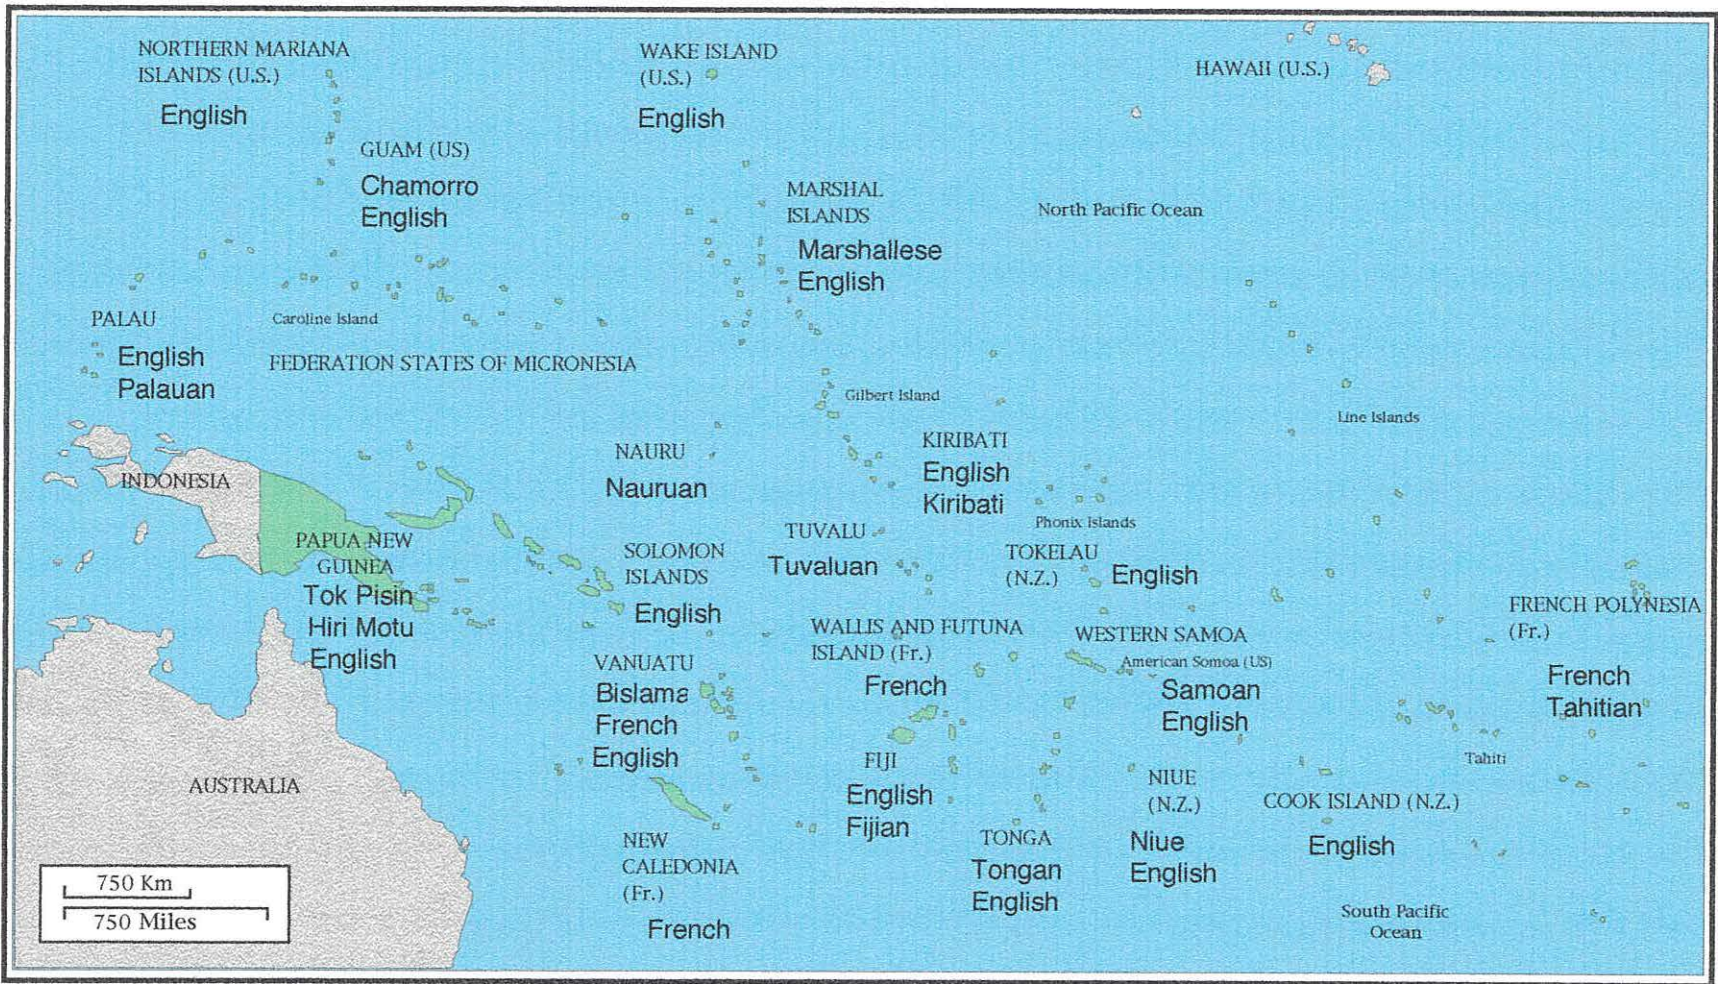 NORTHERN MARIANA
ISLANDS (U.S.)
English
WAKE ISLAND
(U.S.)
English
HAWAII (U.S.)
GUAM (US)
Chamorro
English
MARSHAL
ISLANDS
Marshallese
English
North Pacific Ocean
PALAU
English
Palauan
Caroline Island
FEDERATION STATES OF MICRONESIA
Gilbert Island
Line Islands
INDONESIA
NAURU
Nauruan
KIRIBATI
English
Kiribati
Phonix Islands
PAPUA NEW
GUINEA
Tok Pisin
Hiri Motu
English
SOLOMON
ISLANDS
English
TUVALU
Tuvaluan
TOKELAU
(N.Z.)
English
FRENCH POLYNESIA
(Fr.)
French
Tahitian
WALLIS AND FUTUNA
ISLAND (Fr.)
French
WESTERN SAMOA
American Somoa (US)
Samoan
English
VANUATU
Bislama
French
English
AUSTRALIA
FIJI
English
Fijian
Tahiti
NIUE
(N.Z.)
Niue
English
COOK ISLAND (N.Z.)
English
TONGA
Tongan
English
NEW
CALEDONIA
(Fr.)
French
750 Km
750 Miles
South Pacific
Ocean